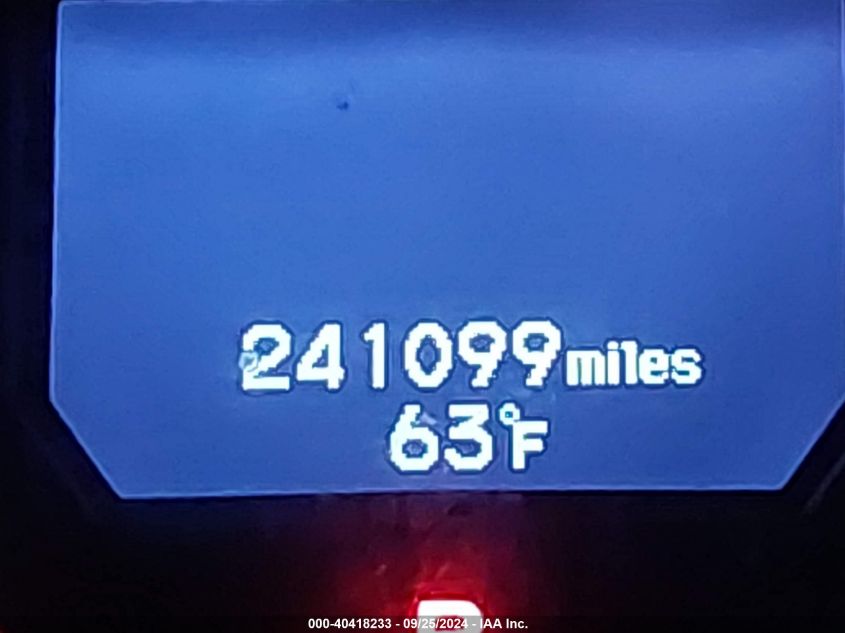 241099miles
63°F
000-40418233 - 09/25/2024 - IAA Inc.